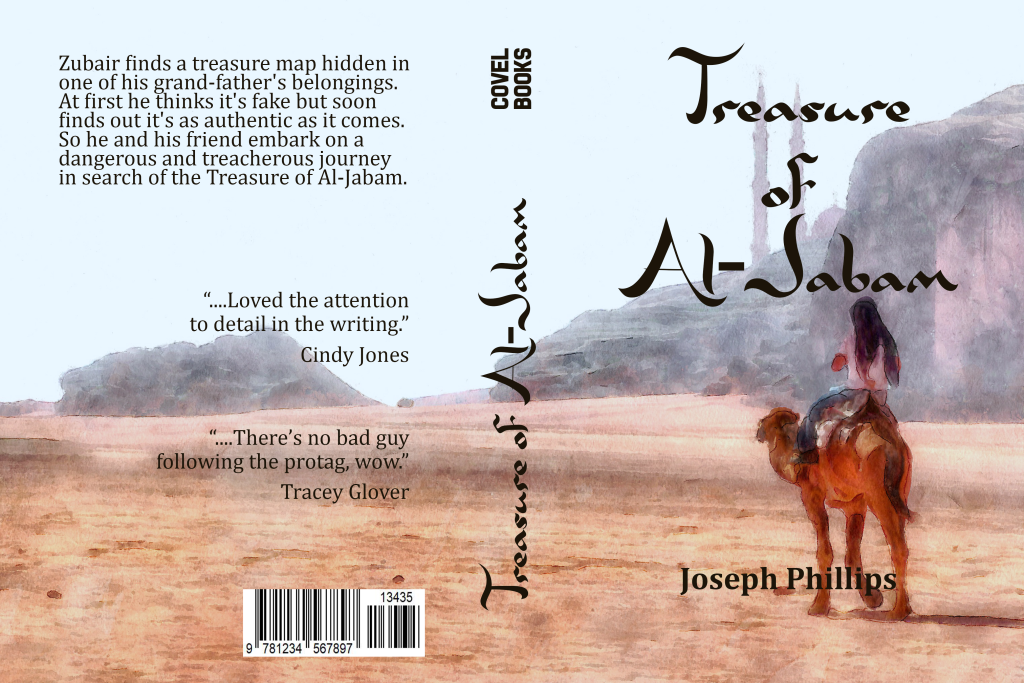 Zubair finds a treasure map hidden in
one of his grand-father's belongings.
At first he thinks it's fake but soon
finds out it's as authentic as it comes.
So he and his friend embark on a
dangerous and treacherous journey
in search of the Treasure of Al-Jabam.
“....Loved the attention
to detail in the writing.”
Cindy Jones
“....There’s no bad guy
following the protag, wow.”
Tracey Glover
13435
9 781234 567897
COVEL
BOOKS
Treasure of Al-Jabam
Treasure
of
Al-Jabam
Joseph Phillips